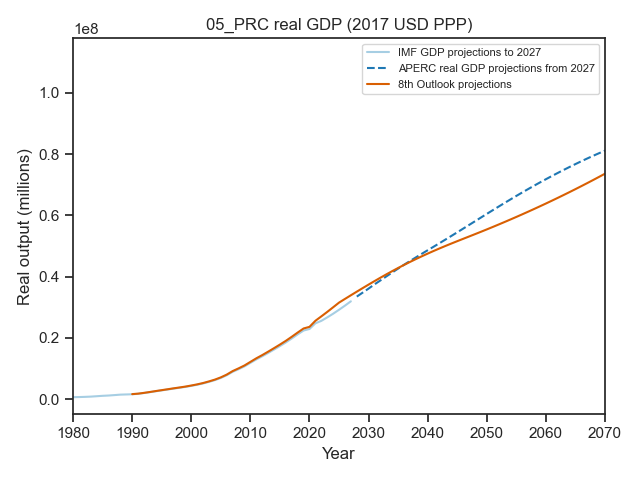 05_PRC real GDP (2017 USD PPP)
1e8
IMF GDP projections to 2027
APERC real GDP projections from 2027
8th Outlook projections
1.0
0.8
0.6
0.4
0.2
0.0
Real output (millions)
1980 1990 2000 2010 2020 2030 2040 2050 2060 2070
Year